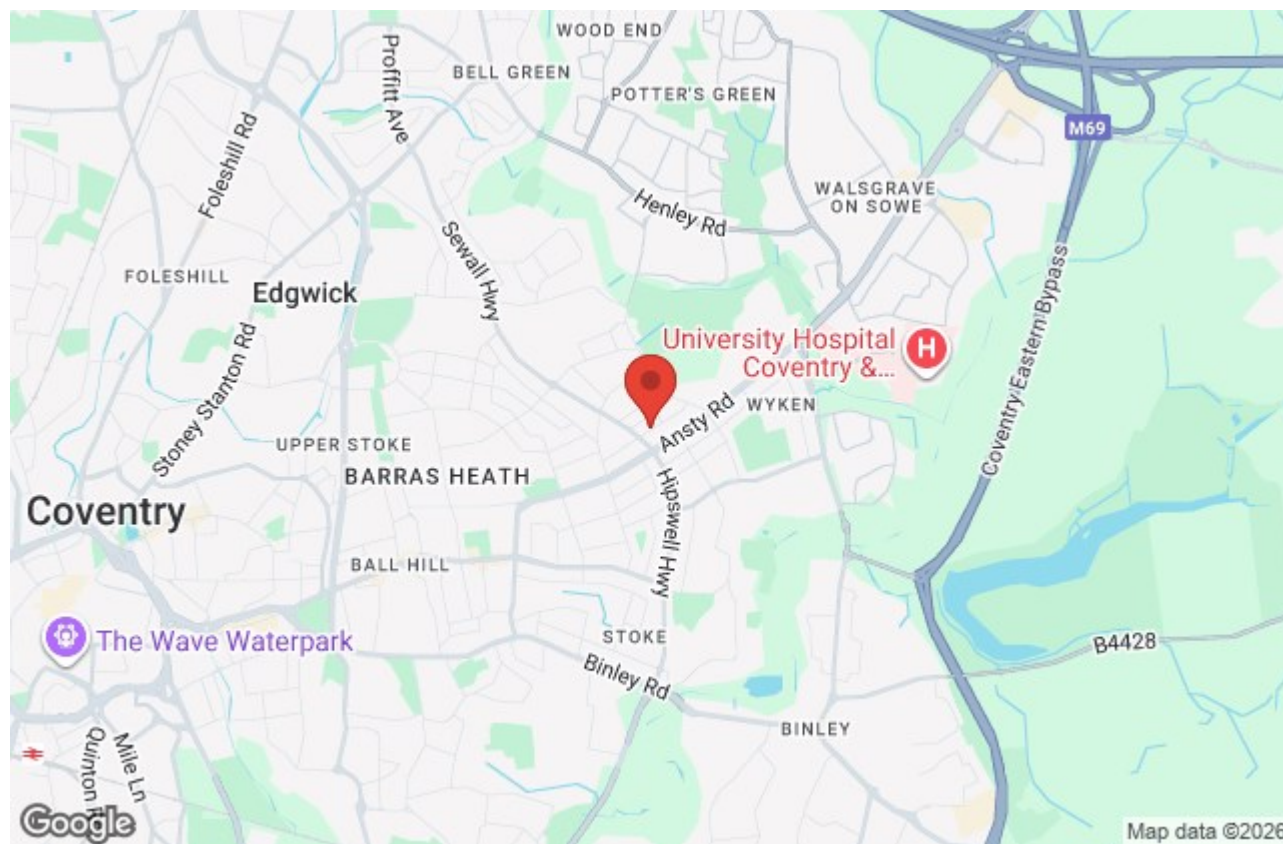 WOOD END
Proffitt Ave
BELL GREEN
POTTER'S GREEN
M69
Foleshill Rd
WALSGRAVE
ON SOWE
Henley Rd
Sewall Hwy
FOLESHILL
Edgwick
Coventry Eastern Bypass
University Hospital
Coventry &...
H
Stoney Stanton Rd
Ansty Rd
WYKEN
UPPER STOKE
BARRAS HEATH
Hipswell Hwy
Coventry
BALL HILL
The Wave Waterpark
STOKE
B4428
Binley Rd
BINLEY
Mile Ln
Quinton R
Google
Map data ©2026